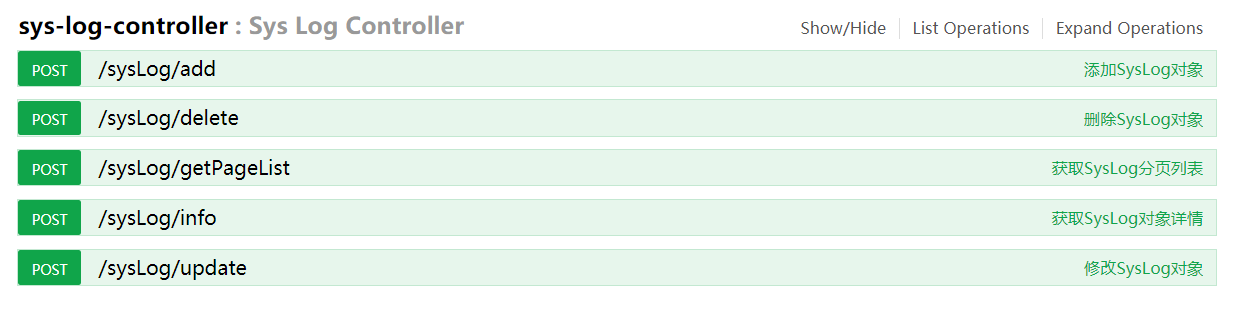 sys-log-controller : Sys Log Controller Show/Hide List Operations Expand Operations
POST /sysLog/add 添加SysLog对象
POST /sysLog/delete 删除SysLog对象
POST /sysLog/getPageList 获取SysLog分页列表
POST /sysLog/info 获取SysLog对象详情
POST /sysLog/update 修改SysLog对象